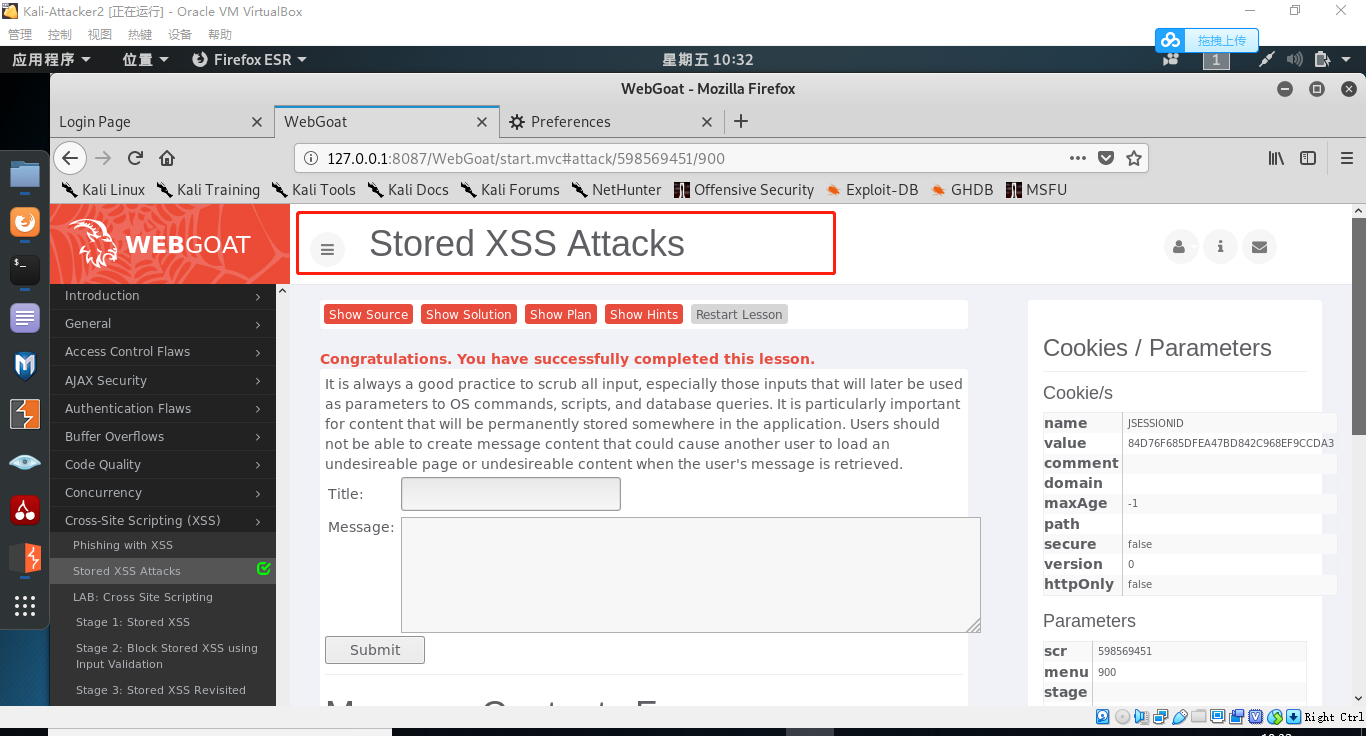 Kali-Attacker2 [正在运行] - Oracle VM VirtualBox
管理 控制 视图 热键 设备 帮助
拖拽上传
应用程序 位置 Firefox ESR 星期五 10:32 1
WebGoat - Mozilla Firefox
Login Page WebGoat Preferences
127.0.0.1:8087/WebGoat/start.mvc#attack/598569451/900
Kali Linux Kali Training Kali Tools Kali Docs Kali Forums NetHunter Offensive Security Exploit-DB GHDB MSFU
WEBGOAT
Stored XSS Attacks
Introduction
General
Access Control Flaws
AJAX Security
Authentication Flaws
Buffer Overflows
Code Quality
Concurrency
Cross-Site Scripting (XSS)
Phishing with XSS
Stored XSS Attacks
LAB: Cross Site Scripting
Stage 1: Stored XSS
Stage 2: Block Stored XSS using
Input Validation
Stage 3: Stored XSS Revisited
Show Source Show Solution Show Plan Show Hints Restart Lesson
Congratulations. You have successfully completed this lesson.
It is always a good practice to scrub all input, especially those inputs that will later be used
as parameters to OS commands, scripts, and database queries. It is particularly important
for content that will be permanently stored somewhere in the application. Users should
not be able to create message content that could cause another user to load an
undesireable page or undesireable content when the user's message is retrieved.
Title:
Message:
Submit
Cookies / Parameters
Cookie/s
name JSESSIONID
value 84D76F685DFEA47BD842C968EF9CCDA3
comment
domain
maxAge -1
path
secure false
version 0
httpOnly false
Parameters
scr 598569451
menu 900
stage
Right Ctrl